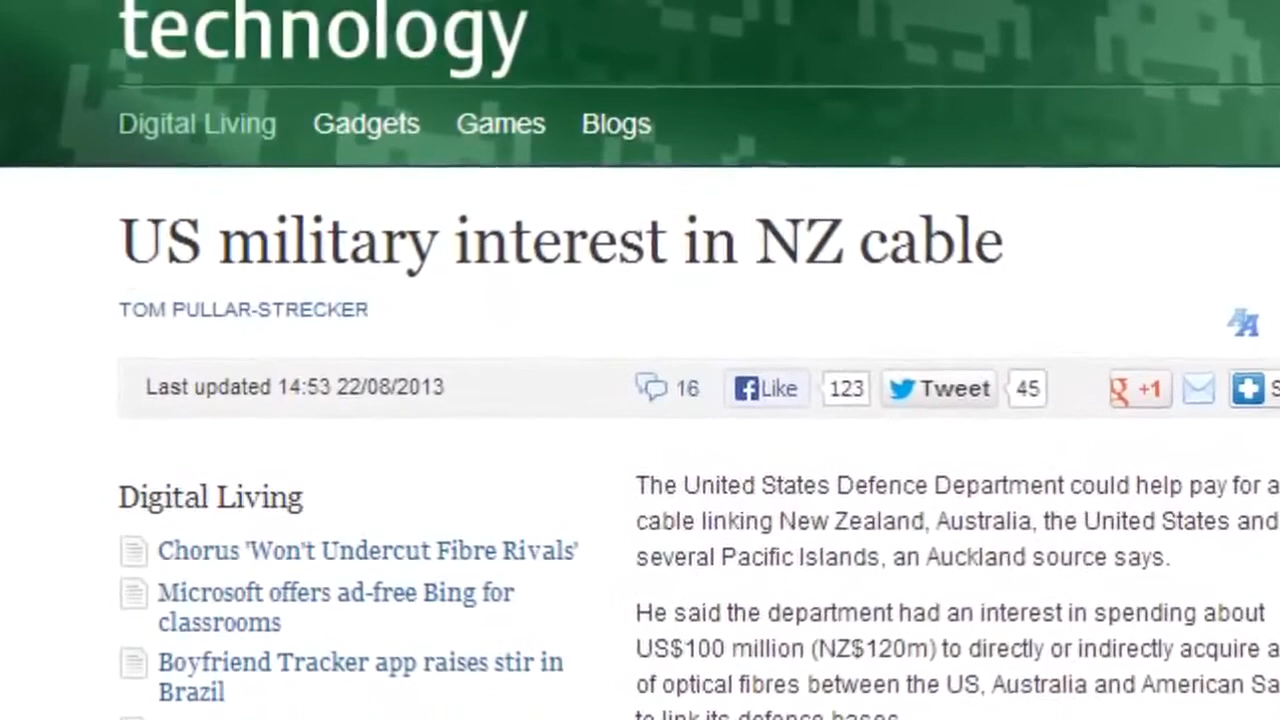 technology
Digital Living Gadgets Games Blogs
US military interest in NZ cable
TOM PULLAR-STRECKER
Last updated 14:53 22/08/2013 16 Like 123 Tweet 45 +1
Digital Living
Chorus 'Won't Undercut Fibre Rivals'
Microsoft offers ad-free Bing for
classrooms
Boyfriend Tracker app raises stir in
Brazil
The United States Defence Department could help pay for a
cable linking New Zealand, Australia, the United States and
several Pacific Islands, an Auckland source says.
He said the department had an interest in spending about
US$100 million (NZ$120m) to directly or indirectly acquire a
of optical fibres between the US, Australia and American Sa
to link its defence bases.